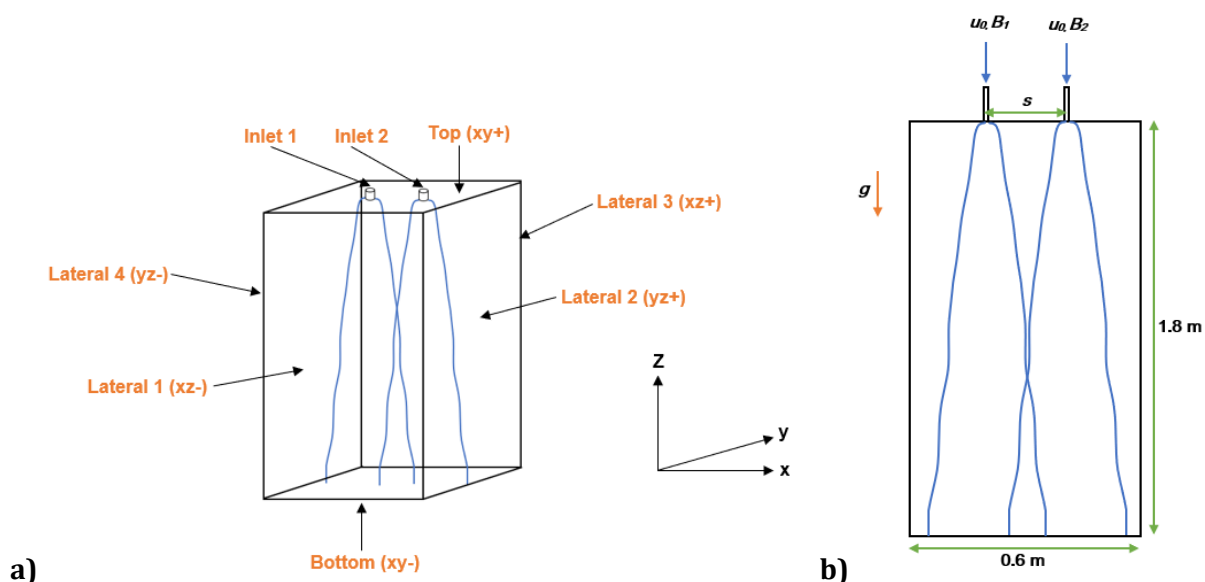 Inlet 1
Inlet 2
Top (xy+)
Lateral 3 (xz+)
Lateral 4 (yz-)
Lateral 2 (yz+)
Lateral 1 (xz-)
Bottom (xy-)
Z
y
x
a)
u₀, B₁
u₀, B₂
s
g
1.8 m
0.6 m
b)